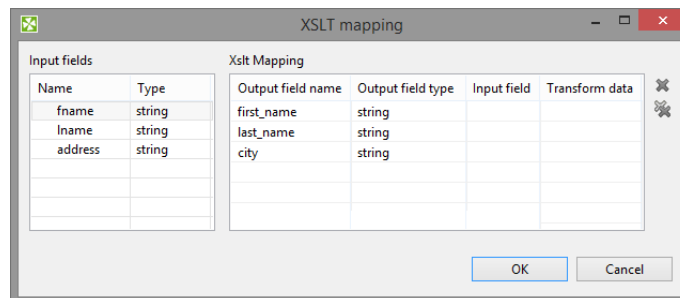 XSLT mapping
Input fields
Xslt Mapping
Name Type
Output field name Output field type Input field Transform data
fname string
first_name string
lname string
last_name string
address string
city string
OK Cancel